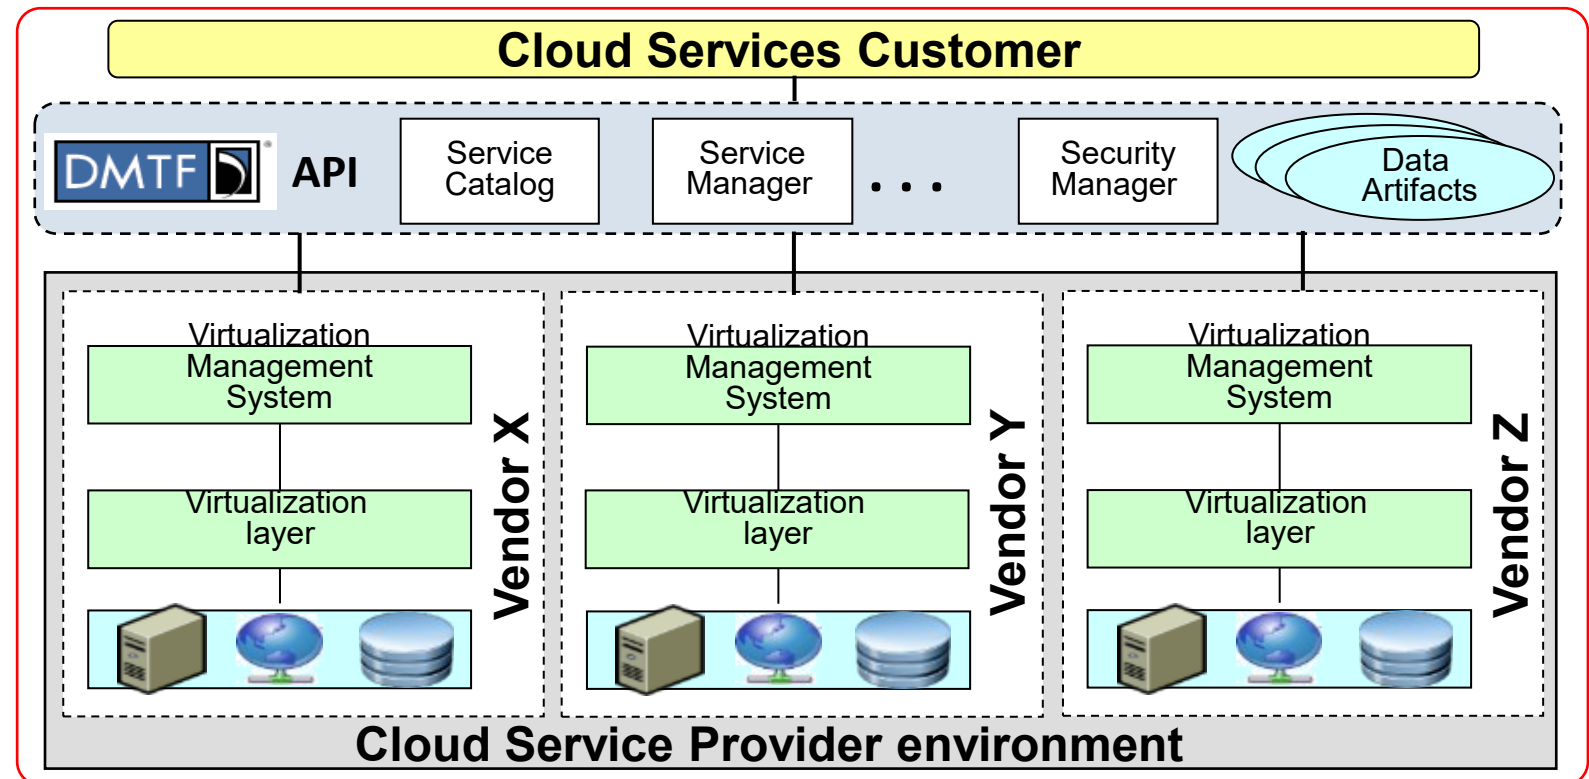 Cloud Services Customer
DMTF
®
API
Service
Catalog
Service
Manager
. . .
Security
Manager
Data
Artifacts
Virtualization
Management
System
Virtualization
layer
Vendor X
Virtualization
Management
System
Virtualization
layer
Vendor Y
Virtualization
Management
System
Virtualization
layer
Vendor Z
Cloud Service Provider environment